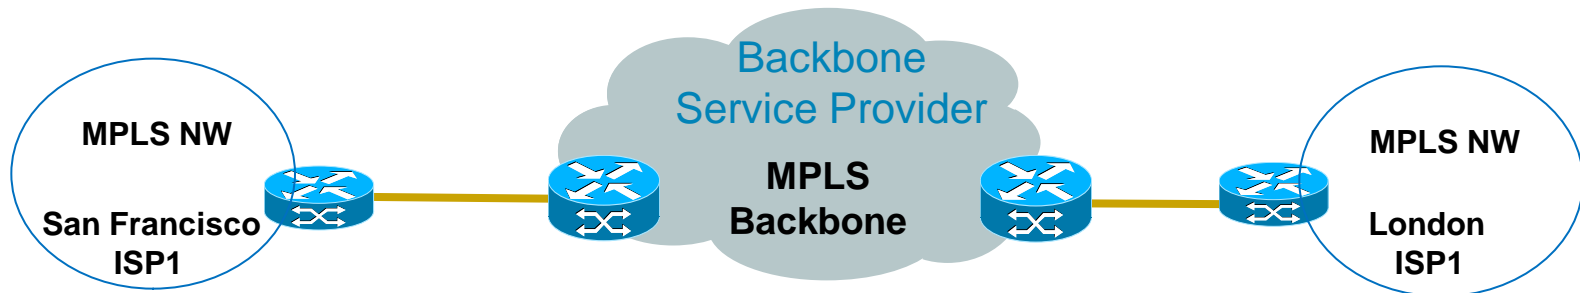 MPLS NW
San Francisco
ISP1
Backbone
Service Provider
MPLS
Backbone
MPLS NW
London
ISP1